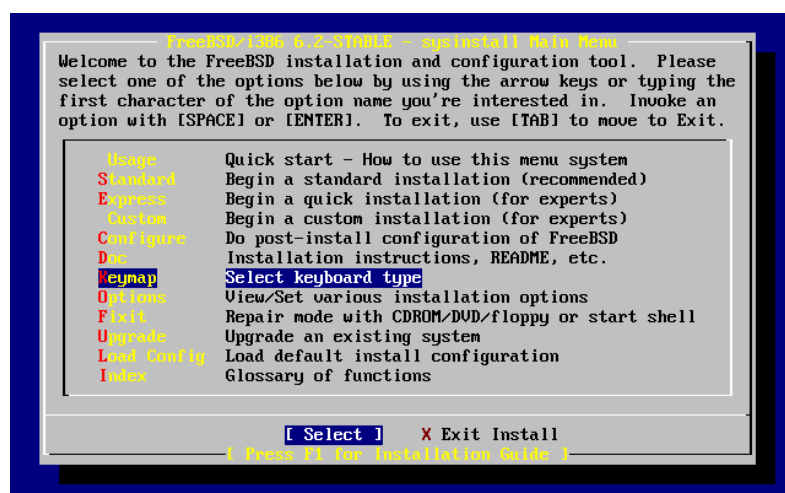 FreeBSD/i386 6.2-STABLE - sysinstall Main Menu
Welcome to the FreeBSD installation and configuration tool.  Please
select one of the options below by using the arrow keys or typing the
first character of the option name you're interested in.  Invoke an
option with [SPACE] or [ENTER].  To exit, use [TAB] to move to Exit.
Usage Quick start - How to use this menu system
Standard Begin a standard installation (recommended)
Express Begin a quick installation (for experts)
Custom Begin a custom installation (for experts)
Configure Do post-install configuration of FreeBSD
Doc Installation instructions, README, etc.
Keymap Select keyboard type
Options View/Set various installation options
Fixit Repair mode with CDROM/DVD/floppy or start shell
Upgrade Upgrade an existing system
Load Config Load default install configuration
Index Glossary of functions
[ Select ] X Exit Install
[ Press F1 for Installation Guide ]